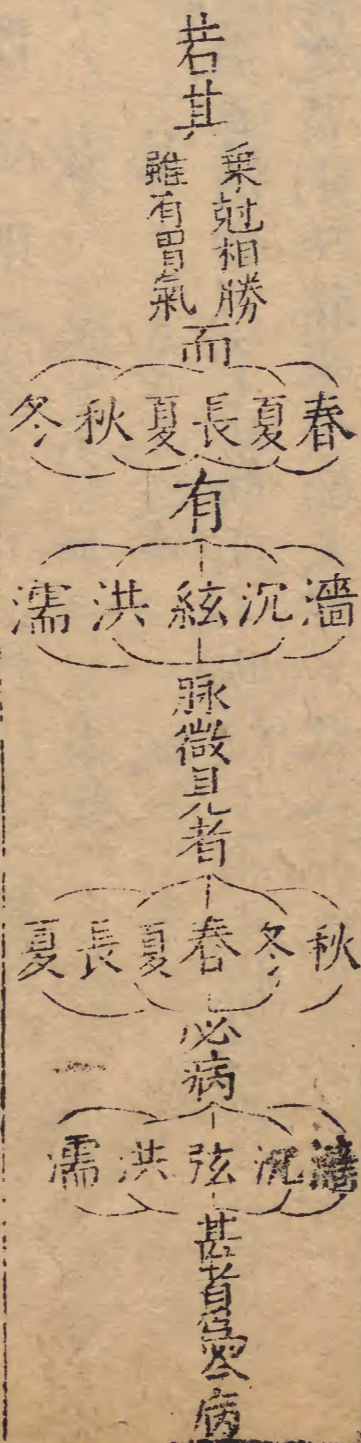 若其
乘尅相勝
雖有胃氣
而
春夏長夏秋冬
有
濇沉絃洪濡
脉微見者
秋冬春夏長夏
必病
濇沉弦洪濡
甚者為今病